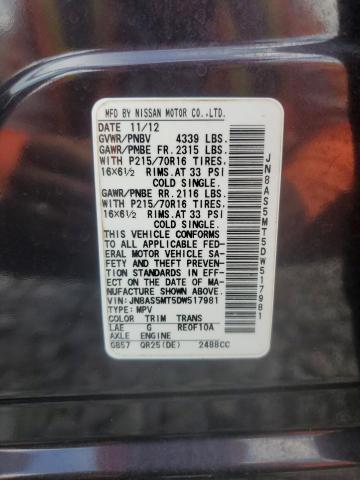 MFD BY NISSAN MOTOR CO.,LTD.
DATE 11/12
GVWR/PNBV 4339 LBS.
GAWR/PNBE FR. 2315 LBS.
WITH P215/70R16 TIRES.
16X6½ RIMS.AT 33 PSI
COLD SINGLE.
GAWR/PNBE RR. 2116 LBS.
WITH P215/70R16 TIRES.
16X6½ RIMS.AT 33 PSI
COLD SINGLE.
THIS VEHICLE CONFORMS TO ALL APPLICABLE FED-
ERAL MOTOR VEHICLE SA-
FETY AND THEFT PREVEN-
TION STANDARDS IN EFF-
ECT ON THE DATE OF MA-
NUFACTURE SHOWN ABOVE.
VIN: JN8AS5MT5DW517981
TYPE: MPV
COLOR TRIM TRANS
LAE G RE0F10A
AXLE ENGINE
GB57 QR25(DE) 2488CC
JN8AS5MT5DW517981